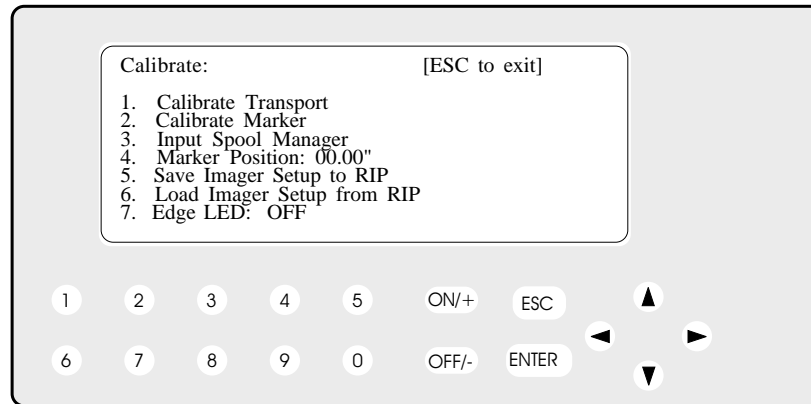 Calibrate: [ESC to exit]
1. Calibrate Transport
2. Calibrate Marker
3. Input Spool Manager
4. Marker Position: 00.00"
5. Save Imager Setup to RIP
6. Load Imager Setup from RIP
7. Edge LED: OFF
1 2 3 4 5 ON/+ ESC
6 7 8 9 0 OFF/- ENTER